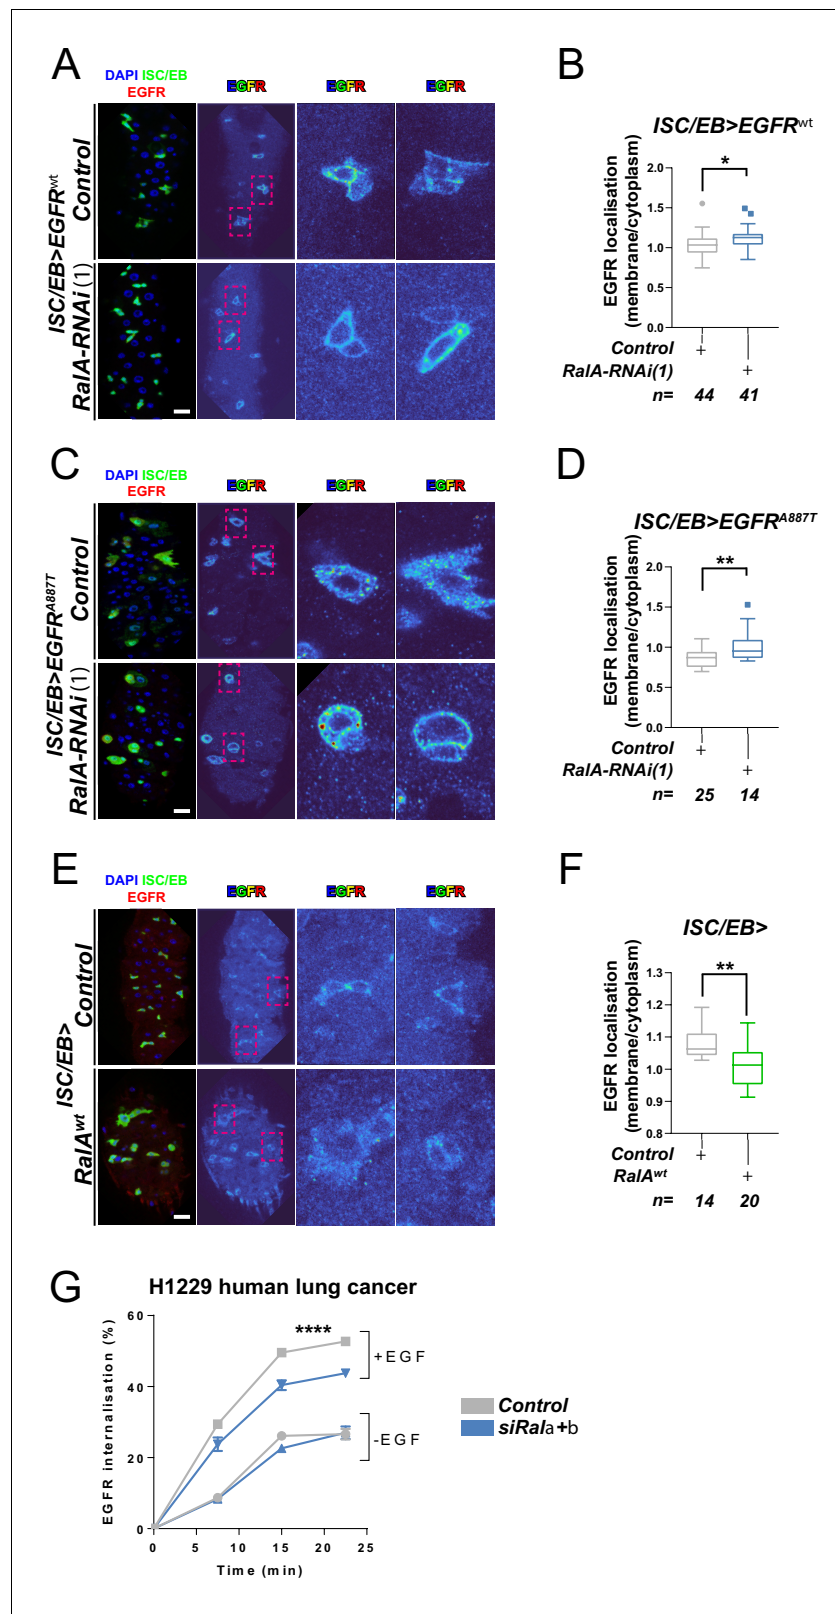 A
DAPI ISC/EB
EGFR
EGFR
EGFR
EGFR
ISC/EB>EGFRwt
Control
RalA-RNAi (1)
B
ISC/EB>EGFRwt
*
EGFR localisation
(membrane/cytoplasm)
2.0
1.5
1.0
0.5
0.0
Control +
RalA-RNAi(1) +
n= 44 41
C
DAPI ISC/EB
EGFR
EGFR
EGFR
EGFR
ISC/EB>EGFRA887T
Control
RalA-RNAi (1)
D
ISC/EB>EGFRA887T
**
EGFR localisation
(membrane/cytoplasm)
2.0
1.5
1.0
0.5
0.0
Control +
RalA-RNAi(1) +
n= 25 14
E
DAPI ISC/EB
EGFR
EGFR
EGFR
EGFR
ISC/EB>
Control
RalAwt
F
ISC/EB>
**
EGFR localisation
(membrane/cytoplasm)
1.3
1.2
1.1
1.0
0.9
0.8
Control +
RalAwt +
n= 14 20
G
H1229 human lung cancer
EGFR internalisation (%)
60
40
20
0
****
+EGF
-EGF
Control
siRala+b
0 5 10 15 20 25
Time (min)